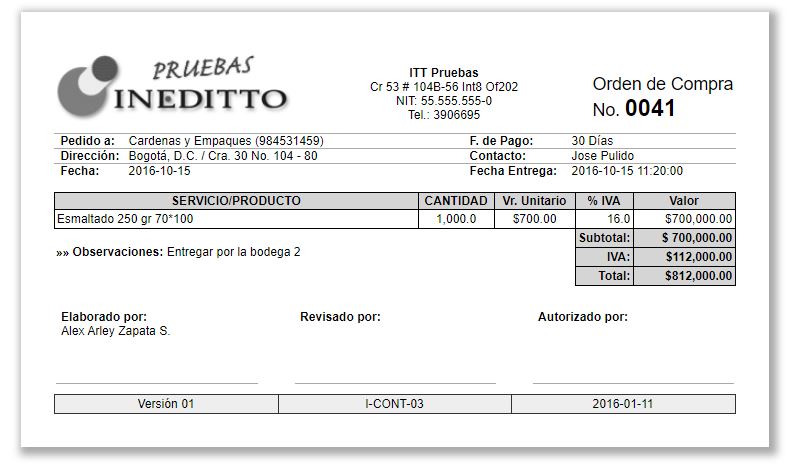 PRUEBAS
INEDITTO
ITT Pruebas
Cr 53 # 104B-56 Int8 Of202
NIT: 55.555.555-0
Tel.: 3906695
Orden de Compra
No. 0041
Pedido a: Cardenas y Empaques (984531459) F. de Pago: 30 Días
Dirección: Bogotá, D.C. / Cra. 30 No. 104 - 80 Contacto: Jose Pulido
Fecha: 2016-10-15 Fecha Entrega: 2016-10-15 11:20:00
SERVICIO/PRODUCTO CANTIDAD Vr. Unitario % IVA Valor
Esmaltado 250 gr 70*100 1,000.0 $700.00 16.0 $700,000.00
Subtotal: $ 700,000.00
»» Observaciones: Entregar por la bodega 2
IVA: $112,000.00
Total: $812,000.00
Elaborado por: Revisado por: Autorizado por:
Alex Arley Zapata S.
Versión 01 I-CONT-03 2016-01-11